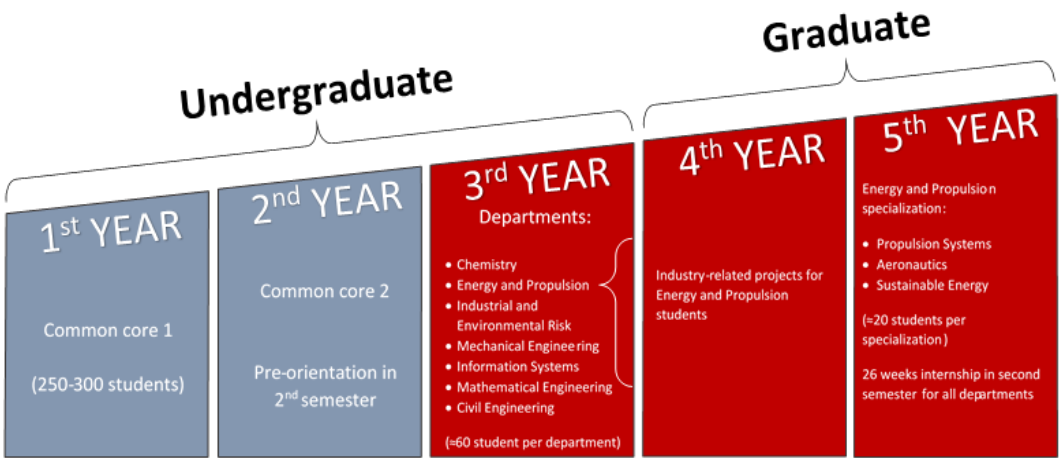 Undergraduate
Graduate
1st YEAR
Common core 1
(250-300 students)
2nd YEAR
Common core 2
Pre-orientation in
2nd semester
3rd YEAR
Departments:
• Chemistry
• Energy and Propulsion
• Industrial and
Environmental Risk
• Mechanical Engineering
• Information Systems
• Mathematical Engineering
• Civil Engineering
(≈60 student per department)
4th YEAR
Industry-related projects for
Energy and Propulsion
students
5th YEAR
Energy and Propulsion
specialization:
• Propulsion Systems
• Aeronautics
• Sustainable Energy
(≈20 students per
specialization)
26 weeks internship in second
semester for all departments